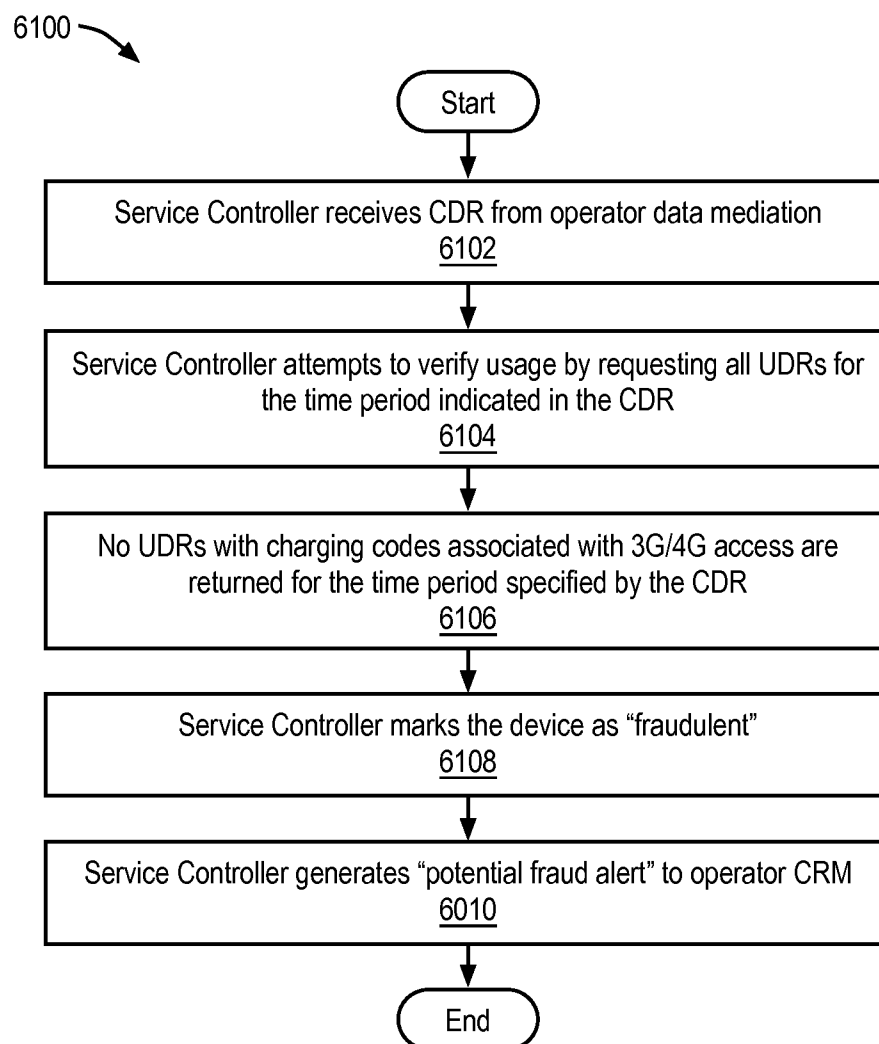 6100
Start
Service Controller receives CDR from operator data mediation
6102
Service Controller attempts to verify usage by requesting all UDRs for
the time period indicated in the CDR
6104
No UDRs with charging codes associated with 3G/4G access are
returned for the time period specified by the CDR
6106
Service Controller marks the device as “fraudulent”
6108
Service Controller generates “potential fraud alert” to operator CRM
6010
End